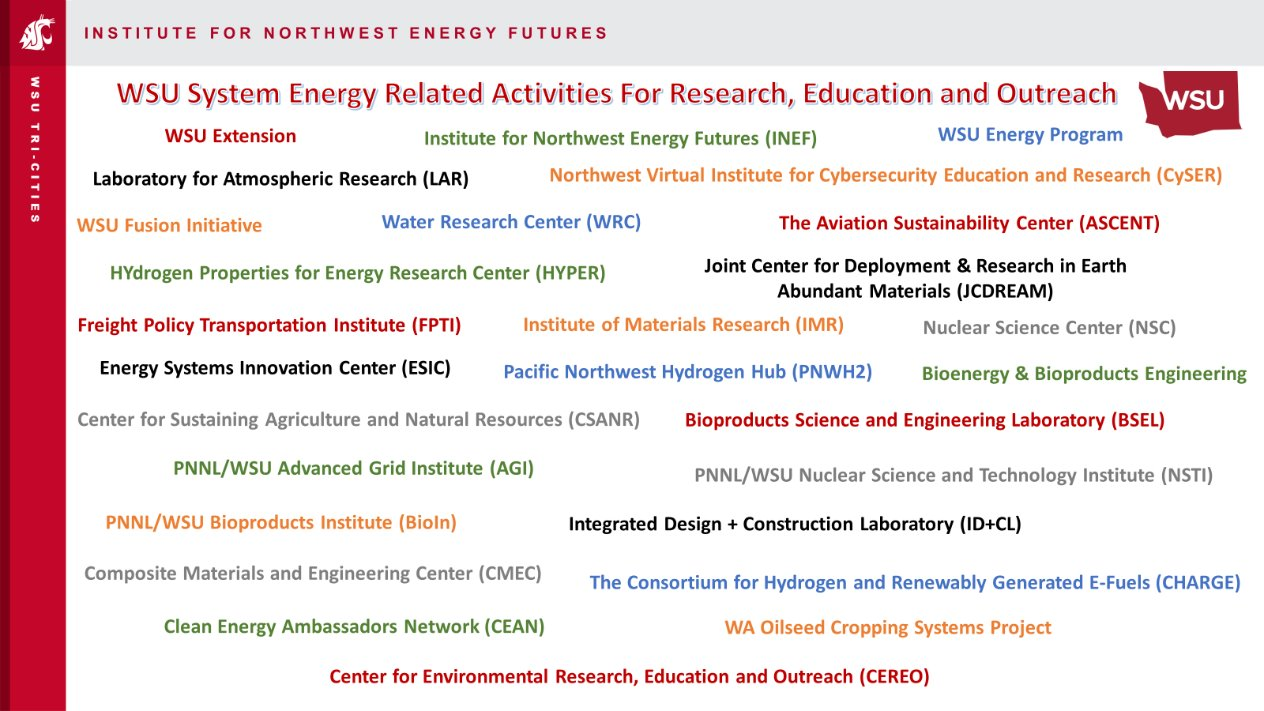 INSTITUTE FOR NORTHWEST ENERGY FUTURES
WSU TRI-CITIES
WSU System Energy Related Activities For Research, Education and Outreach
WSU
WSU Extension
Institute for Northwest Energy Futures (INEF)
WSU Energy Program
Laboratory for Atmospheric Research (LAR)
Northwest Virtual Institute for Cybersecurity Education and Research (CySER)
WSU Fusion Initiative
Water Research Center (WRC)
The Aviation Sustainability Center (ASCENT)
HYdrogen Properties for Energy Research Center (HYPER)
Joint Center for Deployment & Research in Earth
Abundant Materials (JCDREAM)
Freight Policy Transportation Institute (FPTI)
Institute of Materials Research (IMR)
Nuclear Science Center (NSC)
Energy Systems Innovation Center (ESIC)
Pacific Northwest Hydrogen Hub (PNWH2)
Bioenergy & Bioproducts Engineering
Center for Sustaining Agriculture and Natural Resources (CSANR)
Bioproducts Science and Engineering Laboratory (BSEL)
PNNL/WSU Advanced Grid Institute (AGI)
PNNL/WSU Nuclear Science and Technology Institute (NSTI)
PNNL/WSU Bioproducts Institute (BioIn)
Integrated Design + Construction Laboratory (ID+CL)
Composite Materials and Engineering Center (CMEC)
The Consortium for Hydrogen and Renewably Generated E-Fuels (CHARGE)
Clean Energy Ambassadors Network (CEAN)
WA Oilseed Cropping Systems Project
Center for Environmental Research, Education and Outreach (CEREO)